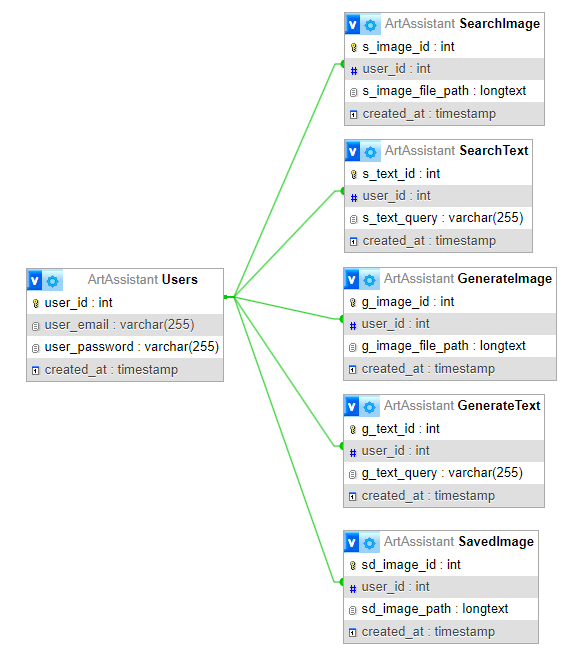 ArtAssistant SearchImage
s_image_id : int
# user_id : int
s_image_file_path : longtext
created_at : timestamp
ArtAssistant SearchText
s_text_id : int
# user_id : int
s_text_query : varchar(255)
created_at : timestamp
ArtAssistant Users
user_id : int
user_email : varchar(255)
user_password : varchar(255)
created_at : timestamp
ArtAssistant GenerateImage
g_image_id : int
# user_id : int
g_image_file_path : longtext
created_at : timestamp
ArtAssistant GenerateText
g_text_id : int
# user_id : int
g_text_query : varchar(255)
created_at : timestamp
ArtAssistant SavedImage
sd_image_id : int
# user_id : int
sd_image_path : longtext
created_at : timestamp